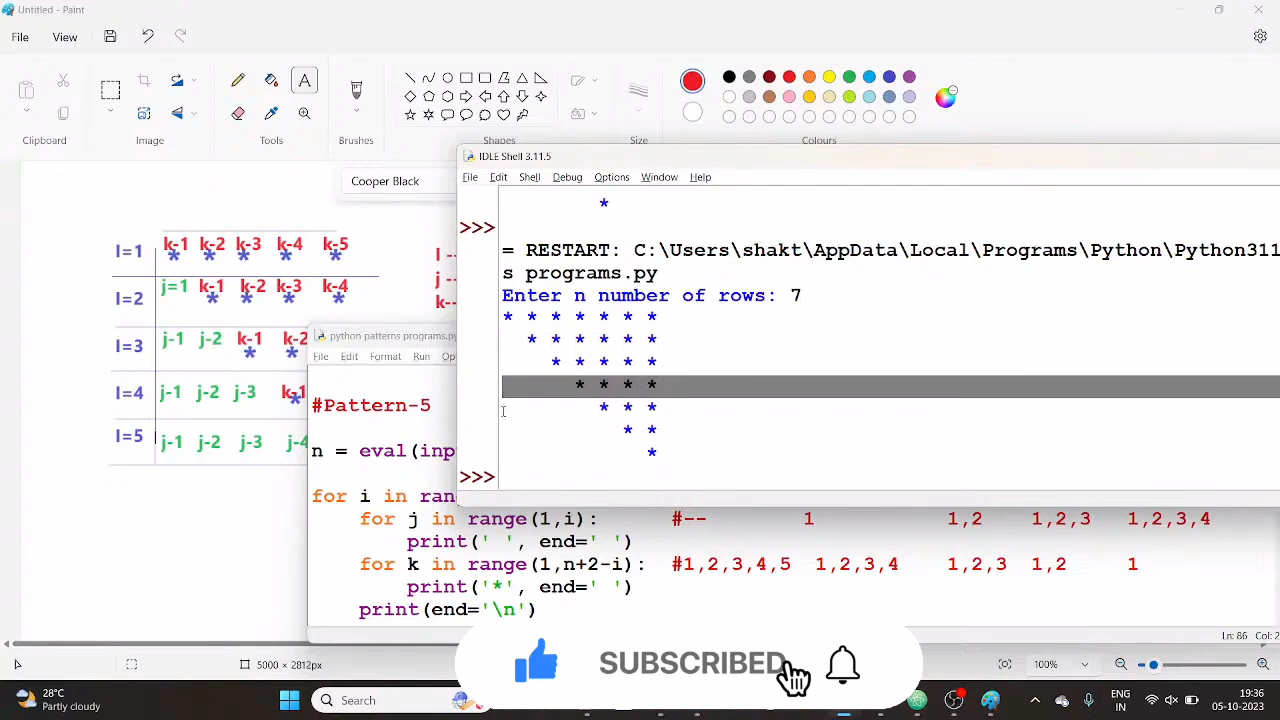 Untitled - Paint
File View
Clipboard Image Tools Brushes Shapes Size Colours
Cooper Black
IDLE Shell 3.11.5
File Edit Shell Debug Options Window Help
*
>>>
= RESTART: C:\Users\shakt\AppData\Local\Programs\Python\Python311
s programs.py
Enter n number of rows: 7
* * * * * * *
* * * * * *
* * * * *
* * * *
* * *
* *
*
>>>
I=1 k-1 k-2 k-3 k-4 k-5
* * * * *
I=2 j=1 k-1 k-2 k-3 k-4
* * * *
I=3 j-1 j-2 k-1 k-2
* *
I=4 j-1 j-2 j-3 k-1
*
I=5 j-1 j-2 j-3 j-4
I --
j --
k--
python patterns programs.py
File Edit Format Run Op
#Pattern-5
n = eval(inp
for i in ran
for j in range(1,i): #-- 1 1,2 1,2,3 1,2,3,4
print(' ', end=' ')
for k in range(1,n+2-i): #1,2,3,4,5 1,2,3,4 1,2,3 1,2 1
print('*', end=' ')
print(end='\n')
Ln: 39 Col: 2
SUBSCRIBED
5000 × 2812px
100%
28°C
Partly cloudy
Search
ENG
IN
19:36
05-10-2023